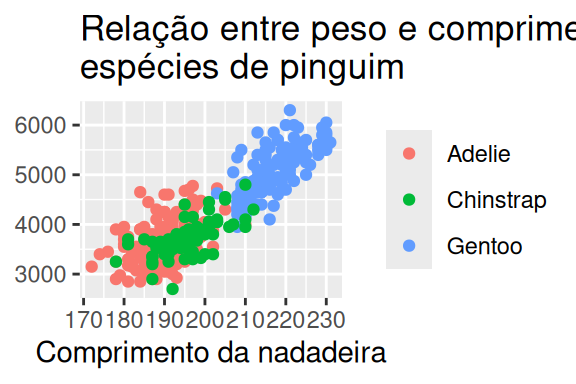 Relação entre peso e comprime
espécies de pinguim
6000
5000
4000
3000
170 180 190 200 210 220 230
Comprimento da nadadeira
Adelie
Chinstrap
Gentoo